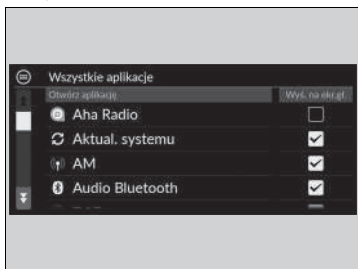 Wszystkie aplikacje
Otwórz aplikację Wyś. na ekr.gł.
Aha Radio
Aktual. systemu
AM
Audio Bluetooth